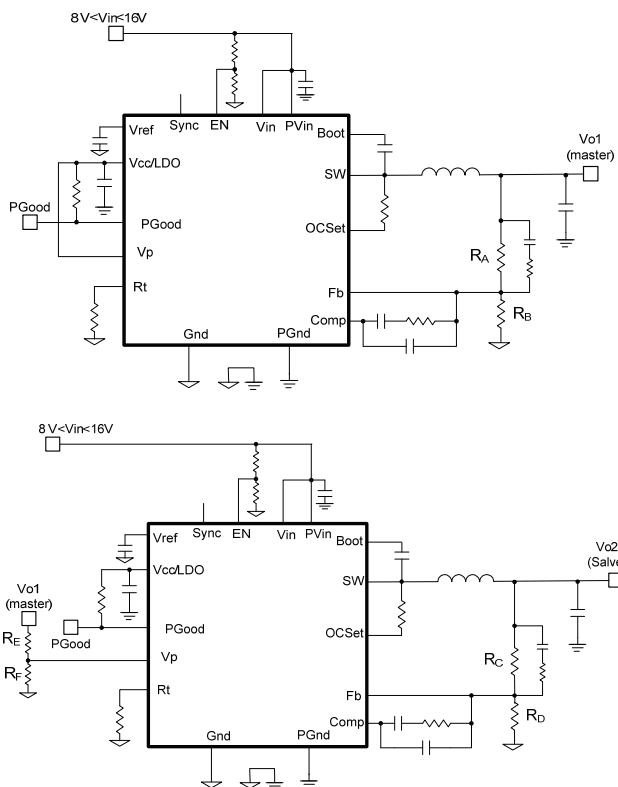 8V<Vin<16V
Sync EN Vin PVin
Vref
Boot
Vcc/LDO
SW
Vo1
(master)
PGood
PGood
OCSet
Vp
RA
Rt
Fb
RB
Comp
Gnd
PGnd
8V<Vin<16V
Sync EN Vin PVin
Vref
Boot
Vcc/LDO
SW
Vo2
(Salve
Vo1
(master)
RE
PGood
PGood
OCSet
Vp
RF
RC
Rt
Fb
RD
Comp
Gnd
PGnd